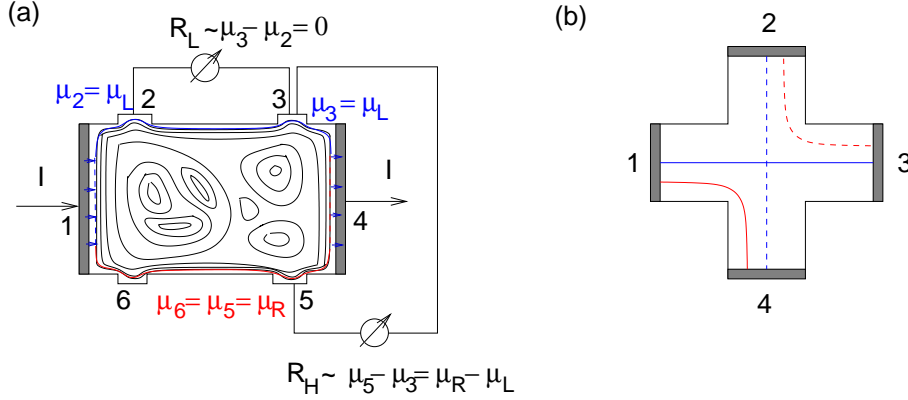 (a)
R_L ~ μ_3 − μ_2 = 0
μ_2 = μ_L
2
3
μ_3 = μ_L
I
I
1
4
6
5
μ_6 = μ_5 = μ_R
R_H ~ μ_5 − μ_3 = μ_R − μ_L
(b)
2
1
3
4